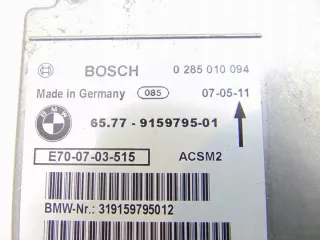 BOSCH 0 285 010 094
Made in Germany 085 07-05-11
BMW 65.77 - 9159795-01
E70-07-03-515 ACSM2
BMW-Nr.: 319159795012